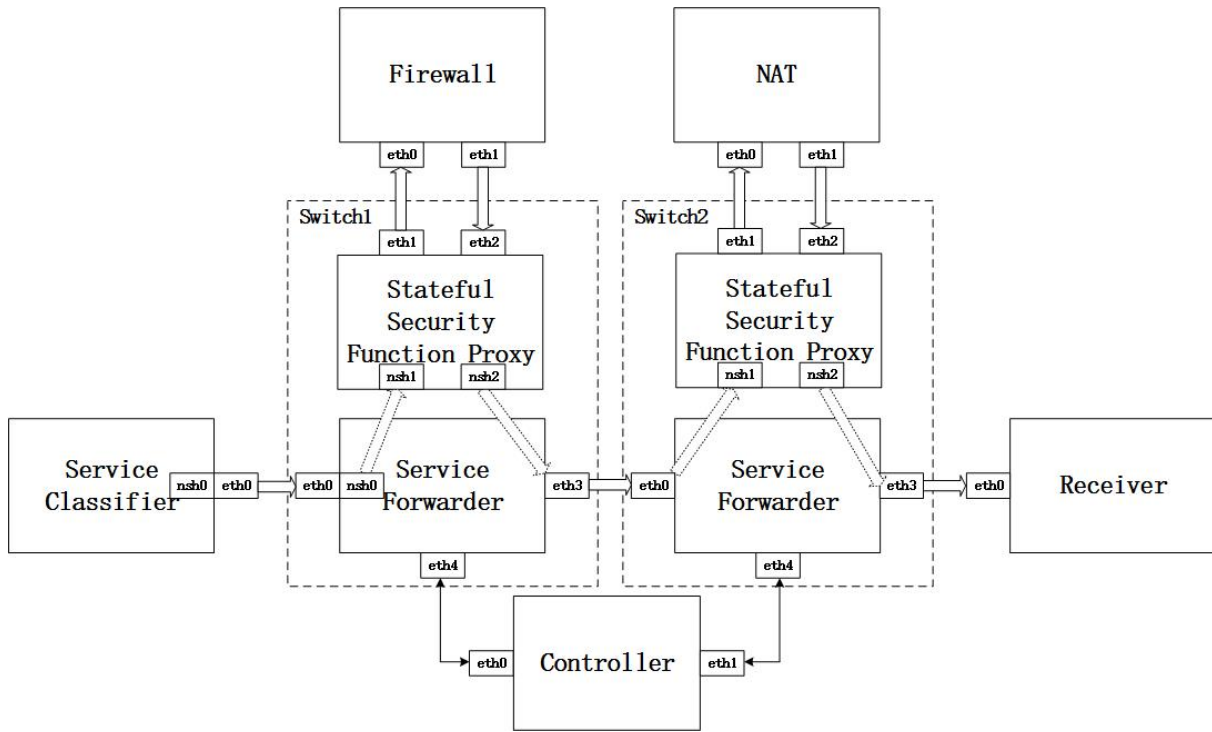 Firewall
NAT
eth0
eth1
eth0
eth1
Switch1
Switch2
eth1
eth2
eth1
eth2
Stateful
Security
Function Proxy
Stateful
Security
Function Proxy
nsh1
nsh2
nsh1
nsh2
Service
Classifier
nsh0
eth0
eth0
nsh0
Service
Forwarder
eth3
eth0
Service
Forwarder
eth3
eth0
Receiver
eth4
eth4
eth0
Controller
eth1